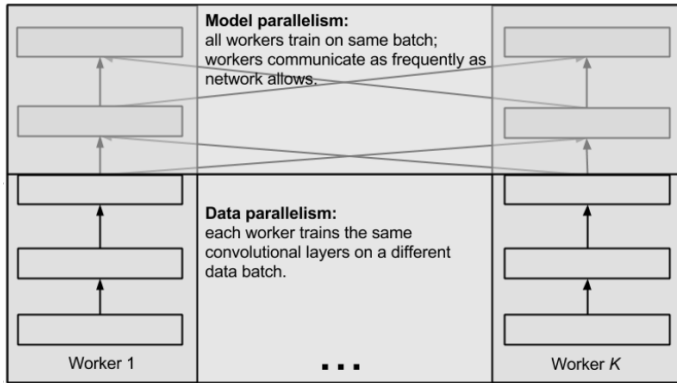 Model parallelism:
all workers train on same batch;
workers communicate as frequently as
network allows.
Data parallelism:
each worker trains the same
convolutional layers on a different
data batch.
Worker 1
...
Worker K